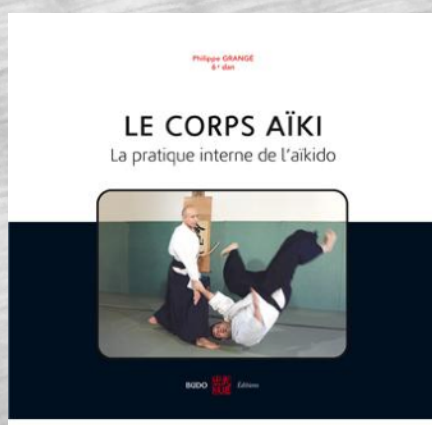 Philippe GRANGÉ
6e dan
LE CORPS AÏKI
La pratique interne de l'aïkido
BUDO Éditions